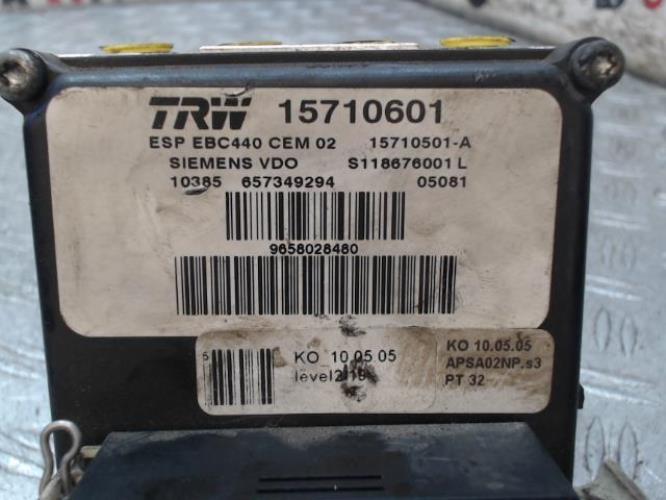 TRW 15710601
ESP EBC440 CEM 02 15710501-A
SIEMENS VDO S118676001 L
10385 657349294 05081
9658028480
KO 10.05.05
KO 10.05.05
APSA02NP.s3
PT 32